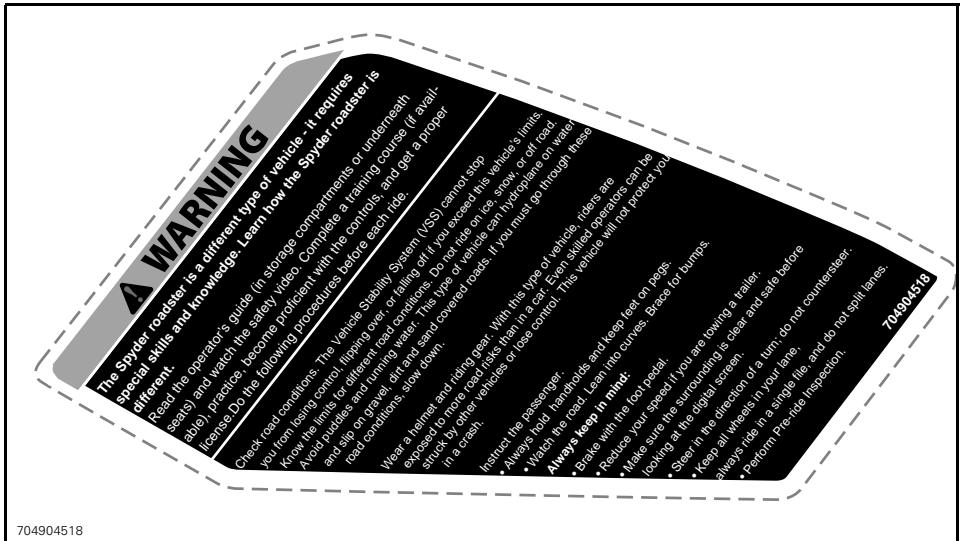 WARNING
The Spyder roadster is a different type of vehicle - it requires
special skills and knowledge. Learn how the Spyder roadster is
different.
Read the operator's guide (in storage compartments or underneath
seats) and watch the safety video. Complete a training course (if avail-
able), practice, become proficient with the controls, and get a proper
license.Do the following procedures before each ride.
Check road conditions. The Vehicle Stability System (VSS) cannot stop
you from losing control, flipping over, or falling off if you exceed this vehicle's limits.
Know the limits for different road conditions. Do not ride on ice, snow, or off road.
Avoid puddles and running water. This type of vehicle can hydroplane on water
and slip on gravel, dirt and sand covered roads. If you must go through these
road conditions, slow down.
Wear a helmet and riding gear. With this type of vehicle, riders are
exposed to more road risks than in a car. Even skilled operators can be
struck by other vehicles or lose control. This vehicle will not protect you
in a crash.
Instruct the passenger.
• Always hold handholds and keep feet on pegs.
• Watch the road. Lean into curves. Brace for bumps.
Always keep in mind:
• Brake with the foot pedal.
• Reduce your speed if you are towing a trailer.
• Make sure the surrounding is clear and safe before
looking at the digital screen.
• Steer in the direction of a turn: do not countersteer.
• Keep all wheels in your lane,
always ride in a single file, and do not split lanes.
• Perform Pre-ride Inspection.
704904518
704904518